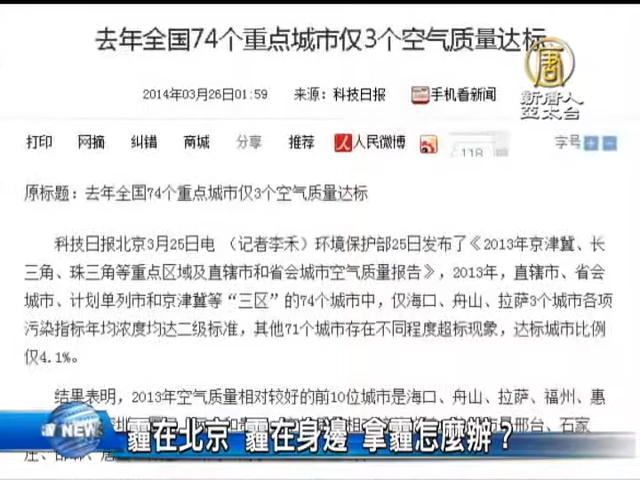 去年全国74个重点城市仅3个空气质量达标
唐
新唐人
亞太台
2014年03月26日01:59 来源：科技日报 手机看新闻
打印 网摘 纠错 商城 分享 推荐 人民微博 118 字号
原标题：去年全国74个重点城市仅3个空气质量达标
科技日报北京3月25日电 （记者李禾）环境保护部25日发布了《2013年京津冀、长
三角、珠三角等重点区域及直辖市和省会城市空气质量报告》，2013年，直辖市、省会
城市、计划单列市和京津冀等“三区”的74个城市中，仅海口、舟山、拉萨3个城市各项
污染指标年均浓度均达二级标准，其他71个城市存在不同程度超标现象，达标城市比例
仅4.1%。
结果表明，2013年空气质量相对较好的前10位城市是海口、舟山、拉萨、福州、惠
邢台、石家
NEWS 霾在北京 霾在身邊 拿霾怎麼辦？